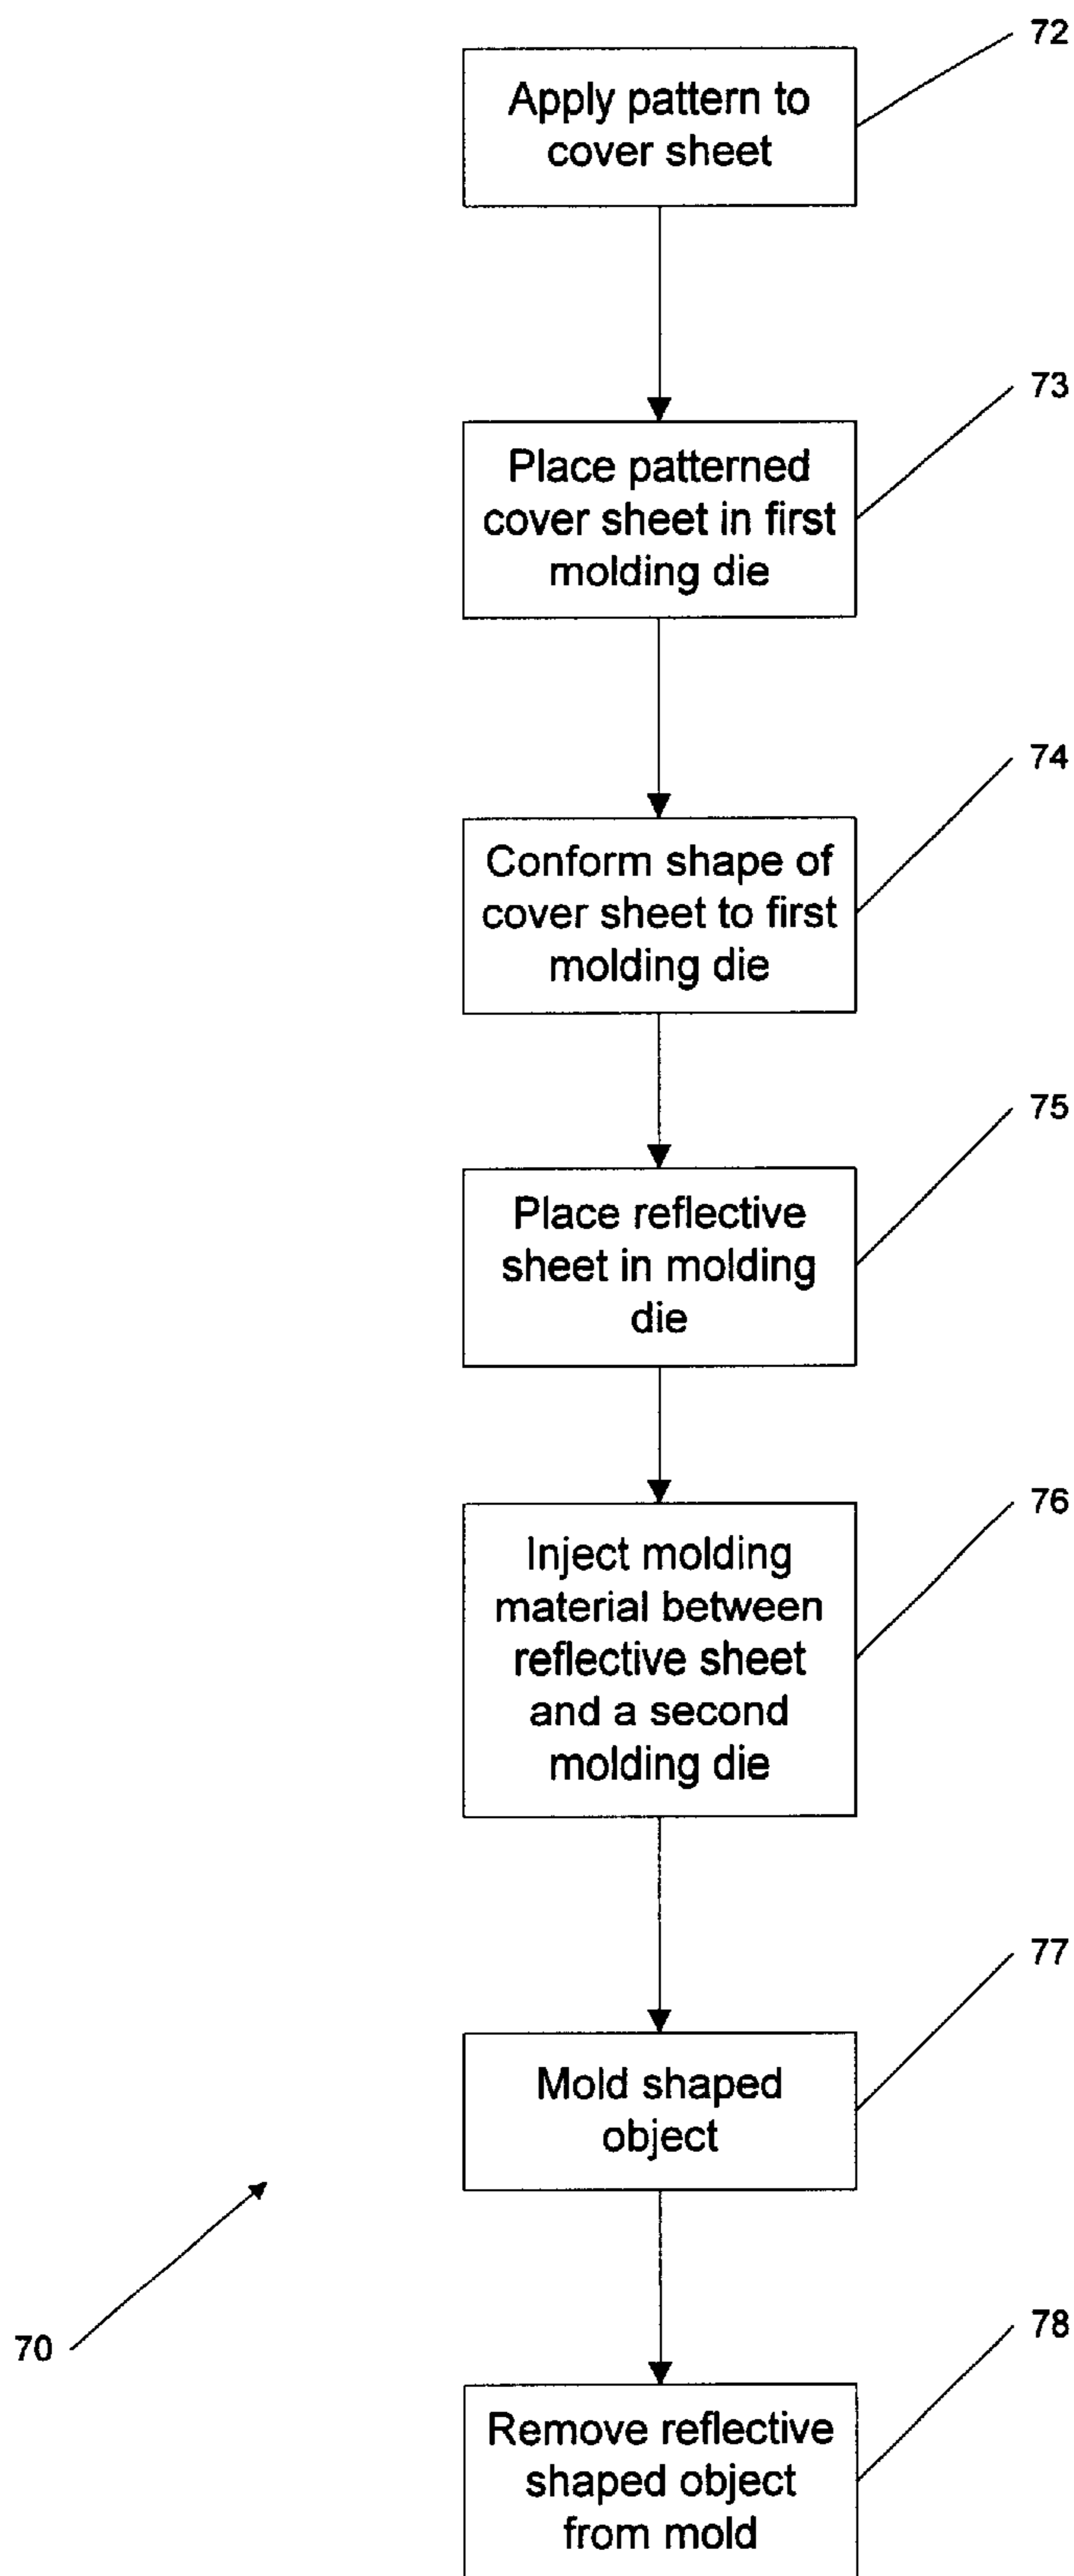 72
Apply pattern to
cover sheet
73
Place patterned
cover sheet in first
molding die
74
Conform shape of
cover sheet to first
molding die
75
Place reflective
sheet in molding
die
76
Inject molding
material between
reflective sheet
and a second
molding die
77
Mold shaped
object
70
78
Remove reflective
shaped object
from mold